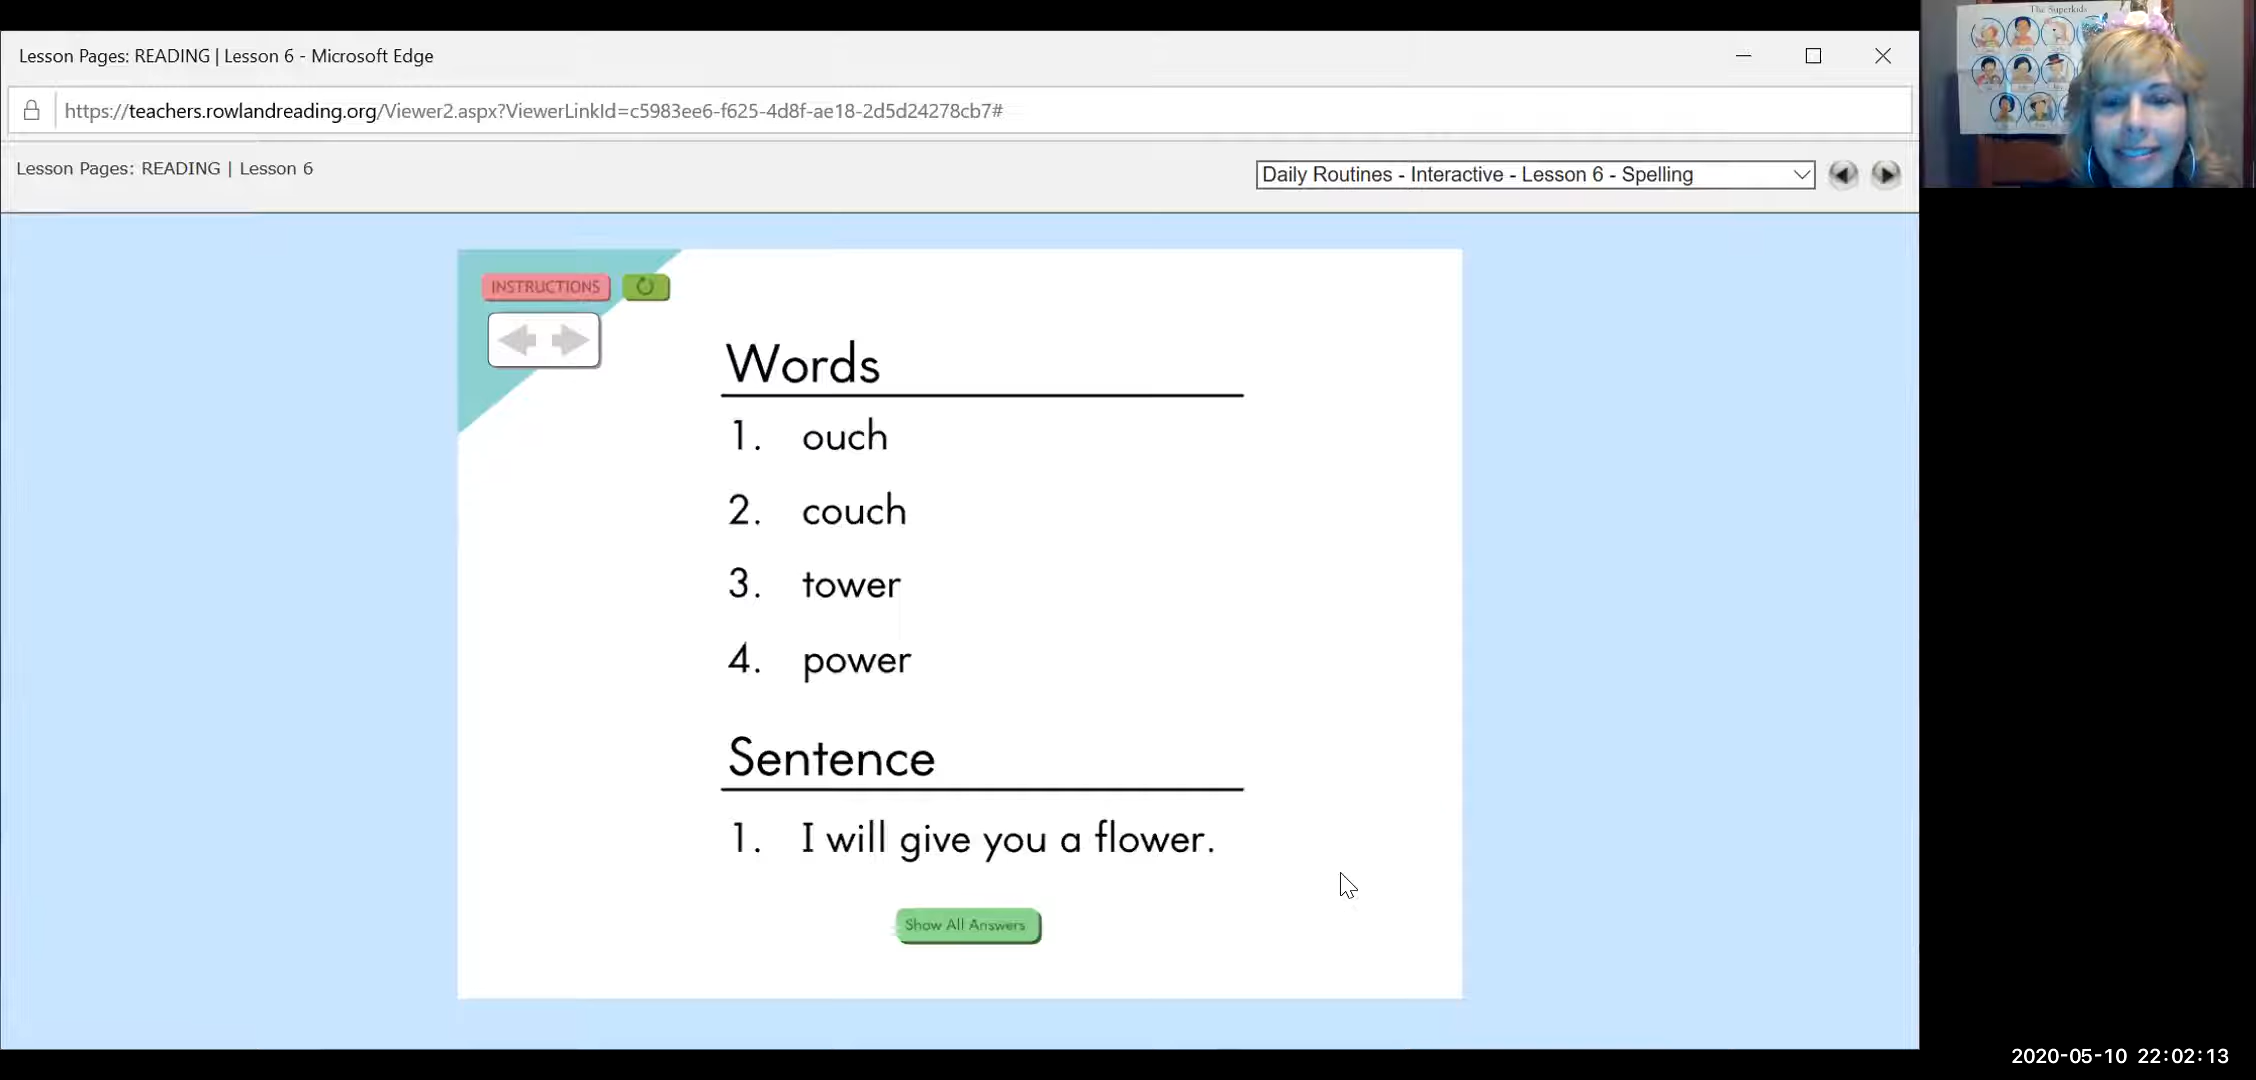 Lesson Pages: READING | Lesson 6 - Microsoft Edge
https://teachers.rowlandreading.org/Viewer2.aspx?ViewerLinkId=c5983ee6-f625-4d8f-ae18-2d5d24278cb7#
Lesson Pages: READING | Lesson 6
Daily Routines - Interactive - Lesson 6 - Spelling
The Superkids
INSTRUCTIONS
Words
1. ouch
2. couch
3. tower
4. power
Sentence
1. I will give you a flower.
Show All Answers
2020-05-10 22:02:13